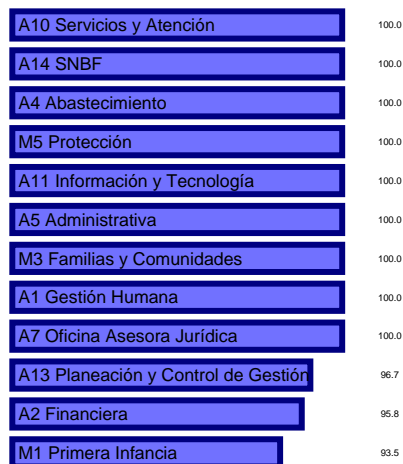 A10 Servicios y Atención 100.0
A14 SNBF 100.0
A4 Abastecimiento 100.0
M5 Protección 100.0
A11 Información y Tecnología 100.0
A5 Administrativa 100.0
M3 Familias y Comunidades 100.0
A1 Gestión Humana 100.0
A7 Oficina Asesora Jurídica 100.0
A13 Planeación y Control de Gestión 96.7
A2 Financiera 95.8
M1 Primera Infancia 93.5